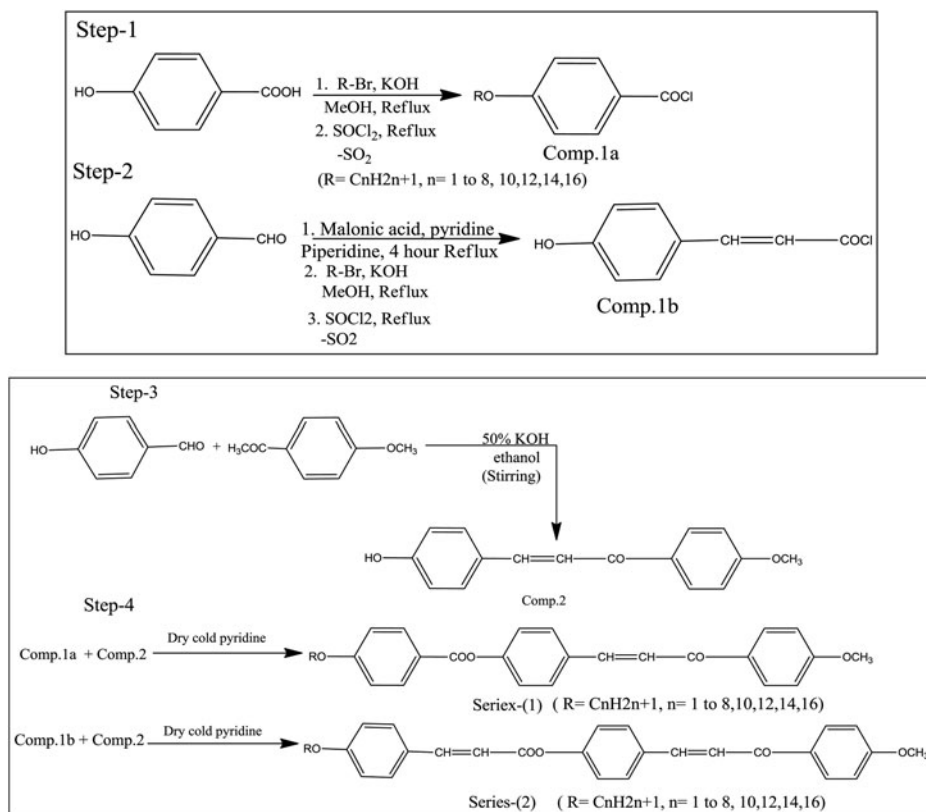 Step-1
HO
COOH
1. R-Br, KOH
MeOH, Reflux
2. SOCl2, Reflux
-SO2
(R= CnH2n+1, n= 1 to 8, 10,12,14,16)
RO
COCl
Comp.1a
Step-2
HO
CHO
1. Malonic acid, pyridine
Piperidine, 4 hour Reflux
2. R-Br, KOH
MeOH, Reflux
3. SOCl2, Reflux
-SO2
HO
CH
CH
COCl
Comp.1b
Step-3
HO
CHO
+
H3COC
OCH3
50% KOH
ethanol
(Stirring)
HO
CH
CH
CO
OCH3
Comp.2
Step-4
Comp.1a + Comp.2
Dry cold pyridine
RO
COO
CH
CH
CO
OCH3
Seriex-(1) ( R= CnH2n+1, n= 1 to 8,10,12,14,16)
Comp.1b + Comp.2
Dry cold pyridine
RO
CH
CH
COO
CH
CH
CO
OCH3
Series-(2) ( R= CnH2n+1, n= 1 to 8, 10,12,14,16)